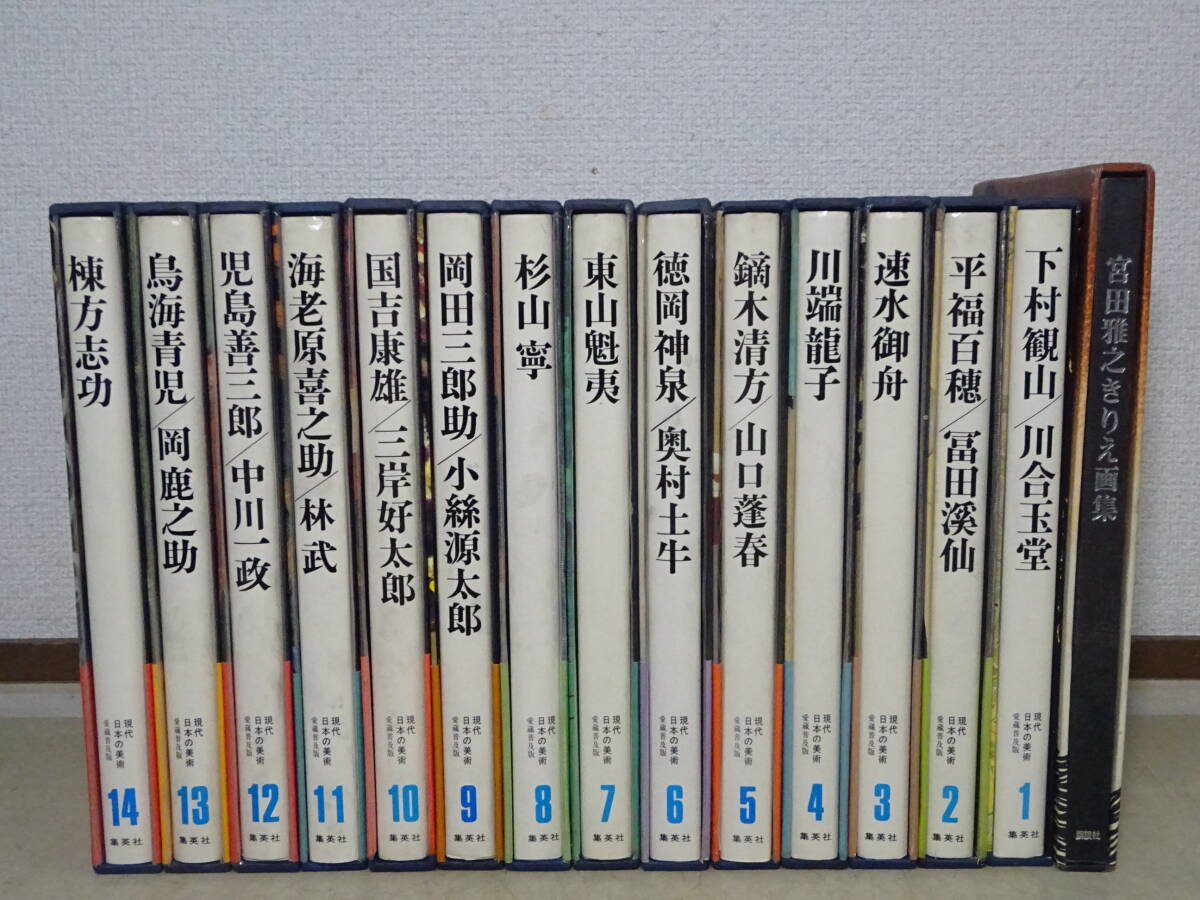 棟方志功
現代
日本の美術
愛蔵普及版
14
集英社
鳥海青児/岡鹿之助
現代
日本の美術
愛蔵普及版
13
集英社
児島善三郎/中川一政
現代
日本の美術
愛蔵普及版
12
集英社
海老原喜之助/林武
現代
日本の美術
愛蔵普及版
11
集英社
国吉康雄/三岸好太郎
現代
日本の美術
愛蔵普及版
10
集英社
岡田三郎助/小絲源太郎
現代
日本の美術
愛蔵普及版
9
集英社
杉山寧
現代
日本の美術
愛蔵普及版
8
集英社
東山魁夷
現代
日本の美術
愛蔵普及版
7
集英社
徳岡神泉/奥村土牛
現代
日本の美術
愛蔵普及版
6
集英社
鏑木清方/山口蓬春
現代
日本の美術
愛蔵普及版
5
集英社
川端龍子
現代
日本の美術
愛蔵普及版
4
集英社
速水御舟
現代
日本の美術
愛蔵普及版
3
集英社
平福百穂/冨田溪仙
現代
日本の美術
愛蔵普及版
2
集英社
下村観山/川合玉堂
現代
日本の美術
愛蔵普及版
1
集英社
宮田雅之きりえ画集
講談社